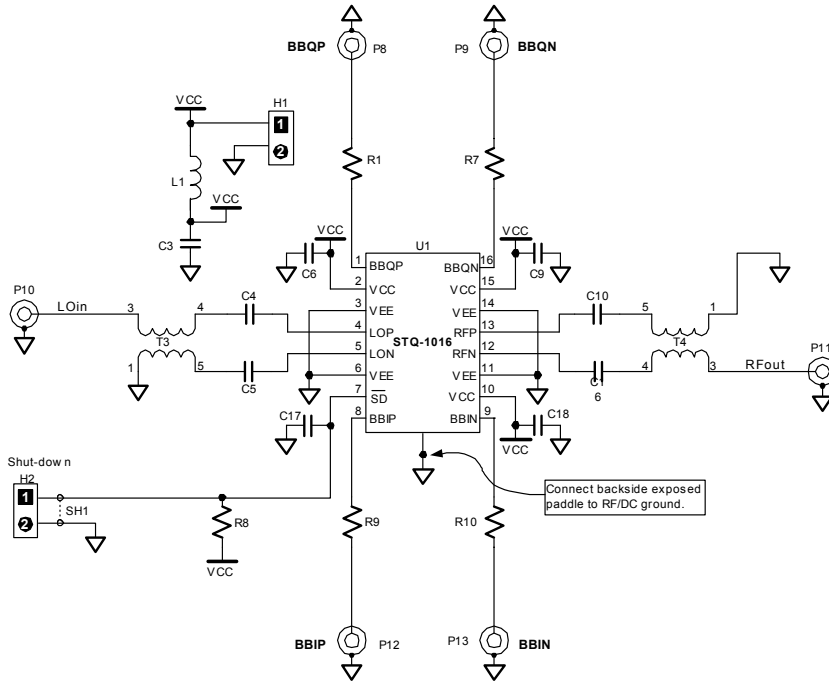 BBQP
P8
P9
BBQN
VCC
H1
1
2
L1
VCC
C3
R1
R7
U1
VCC
C6
VCC
C9
1 BBQP
BBQN 16
2 VCC
VCC 15
3 VEE
VEE 14
4 LOP
RFP 13
STQ-1016
5 LON
RFN 12
6 VEE
VEE 11
7 SD
VCC 10
8 BBIP
BBIN 9
P10
LOin
3
4
C4
T3
1
5
C5
C10
5
1
T4
C1
6
4
3
RFout
P11
C17
C18
VCC
Shut-down
H2
1
2
SH1
R8
VCC
R9
R10
Connect backside exposed
paddle to RF/DC ground.
BBIP
P12
P13
BBIN